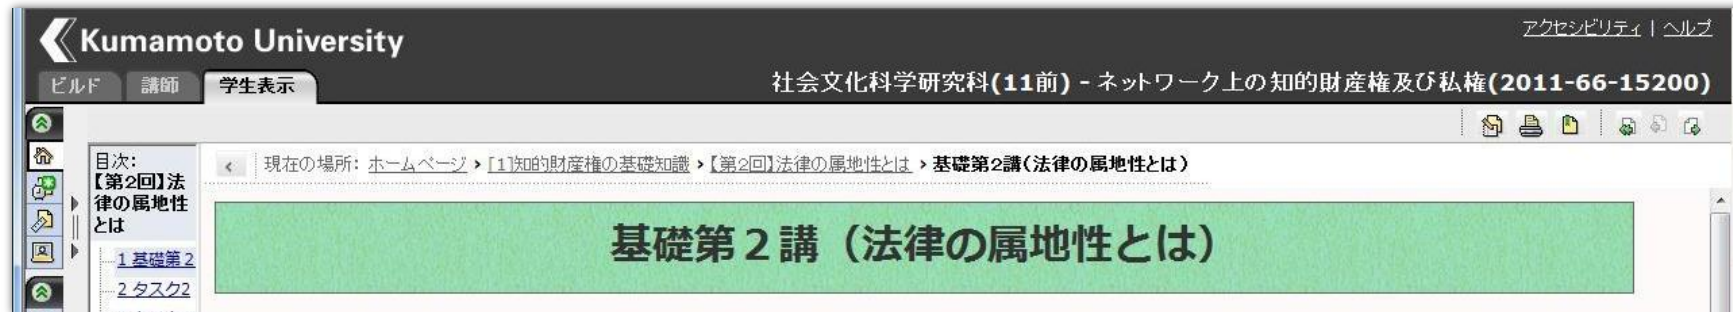 Kumamoto University
アクセシビリティ | ヘルプ
ビルド 講師 学生表示
社会文化科学研究科(11前) - ネットワーク上の知的財産権及び私権(2011-66-15200)
目次:
【第2回】法
律の属地性
とは
現在の場所: ホームページ › [1]知的財産権の基礎知識 › 【第2回】法律の属地性とは › 基礎第2講(法律の属地性とは)
基礎第２講（法律の属地性とは）
1 基礎第２
2 タスク2